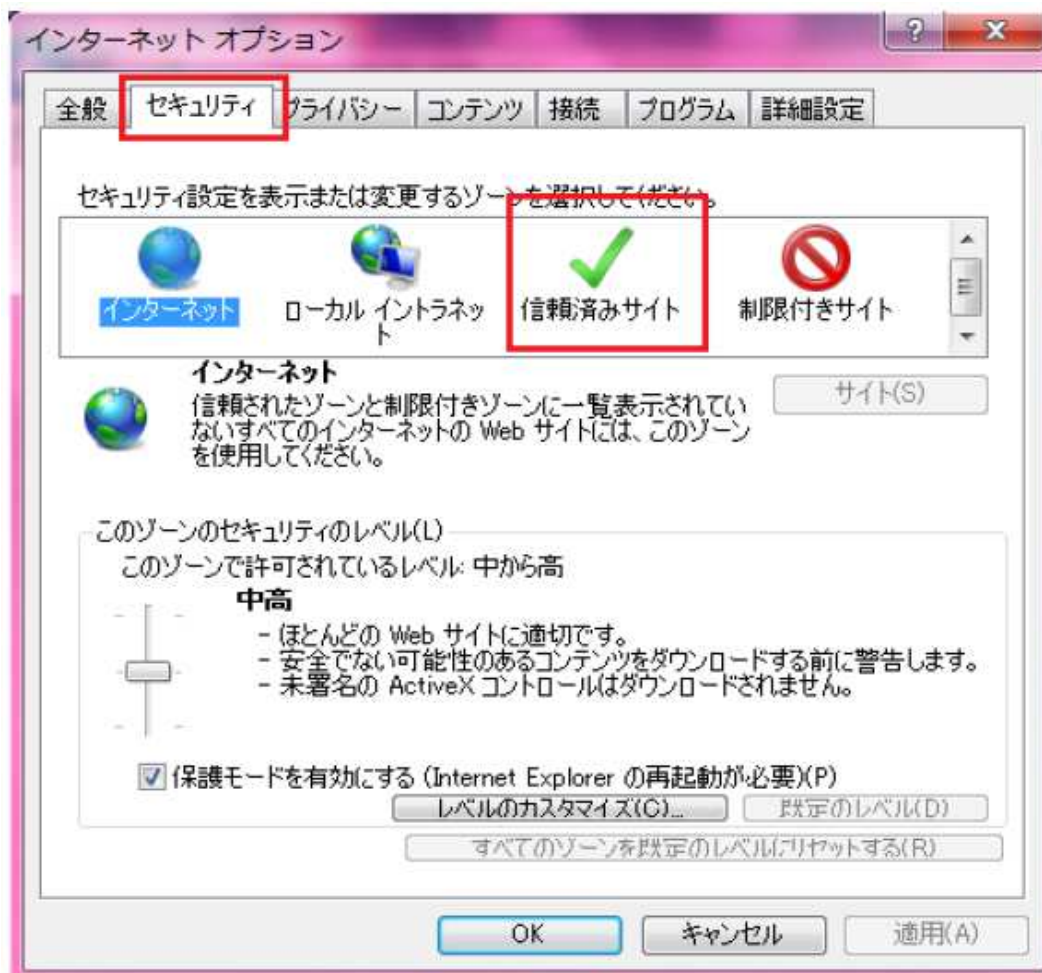 インターネット オプション
全般 セキュリティ プライバシー コンテンツ 接続 プログラム 詳細設定
セキュリティ設定を表示または変更するゾーンを選択してください。
インターネット
ローカル イントラネッ
ト
信頼済みサイト
制限付きサイト
インターネット
サイト(S)
信頼されたゾーンと制限付きゾーンに一覧表示されてい
ないすべてのインターネットの Web サイトには、このゾーン
を使用してください。
このゾーンのセキュリティのレベル(L)
このゾーンで許可されているレベル: 中から高
中高
- ほとんどの Web サイトに適切です。
- 安全でない可能性のあるコンテンツをダウンロードする前に警告します。
- 未署名の ActiveX コントロールはダウンロードされません。
保護モードを有効にする (Internet Explorer の再起動が必要)(P)
レベルのカスタマイズ(C)... 既定のレベル(D)
すべてのゾーンを既定のレベルにリセットする(R)
OK キャンセル 適用(A)